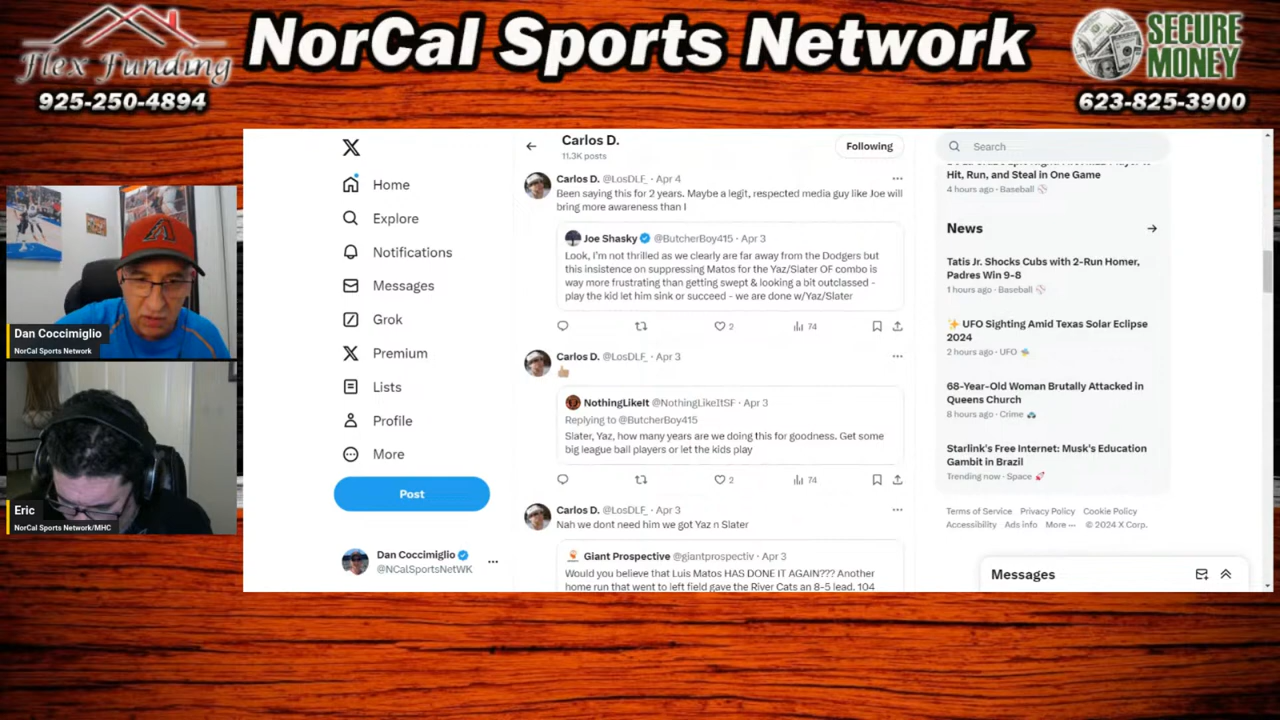 Flex Funding
925-250-4894
NorCal Sports Network
SECURE
MONEY
623-825-3900
Dan Coccimiglio
NorCal Sports Network
Eric
NorCal Sports Network/MHC
Home
Explore
Notifications
Messages
Grok
Premium
Lists
Profile
More
Post
Dan Coccimiglio
@NCalSportsNetWK
Carlos D.
11.3K posts
Following
Carlos D. @LosDLF_ · Apr 4
Been saying this for 2 years. Maybe a legit, respected media guy like Joe will
bring more awareness than I
Joe Shasky @ButcherBoy415 · Apr 3
Look, I'm not thrilled as we clearly are far away from the Dodgers but
this insistence on suppressing Matos for the Yaz/Slater OF combo is
way more frustrating than getting swept & looking a bit outclassed -
play the kid let him sink or succeed - we are done w/Yaz/Slater
2 74
Carlos D. @LosDLF_ · Apr 3
👍🏽
NothingLikeIt @NothingLikeItSF · Apr 3
Replying to @ButcherBoy415
Slater, Yaz, how many years are we doing this for goodness. Get some
big league ball players or let the kids play
2 74
Carlos D. @LosDLF_ · Apr 3
Nah we dont need him we got Yaz n Slater
Giant Prospective @giantprospectiv · Apr 3
Would you believe that Luis Matos HAS DONE IT AGAIN??? Another
home run that went to left field gave the River Cats an 8-5 lead. 104
Search
Hit, Run, and Steal in One Game
4 hours ago · Baseball
News
Tatis Jr. Shocks Cubs with 2-Run Homer,
Padres Win 9-8
1 hours ago · Baseball
✨ UFO Sighting Amid Texas Solar Eclipse
2024
2 hours ago · UFO
68-Year-Old Woman Brutally Attacked in
Queens Church
8 hours ago · Crime
Starlink's Free Internet: Musk's Education
Gambit in Brazil
Trending now · Space 🚀
Terms of Service Privacy Policy Cookie Policy
Accessibility Ads info More ··· © 2024 X Corp.
Messages